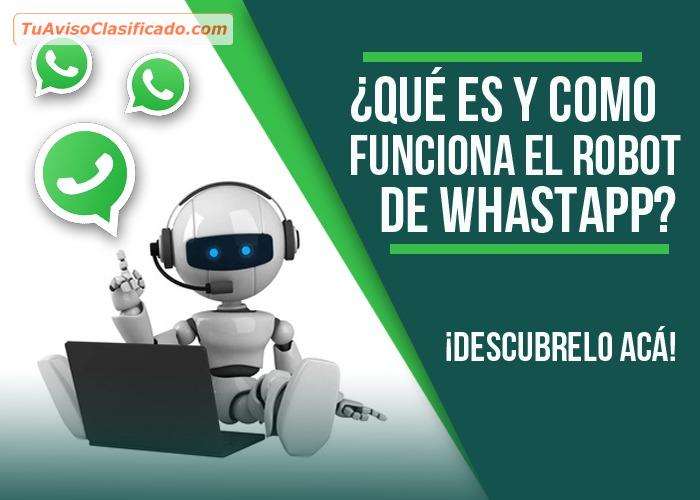 TuAvisoClasificado.com
¿QUÉ ES Y COMO
FUNCIONA EL ROBOT
DE WHASTAPP?
¡DESCUBRELO ACÁ!